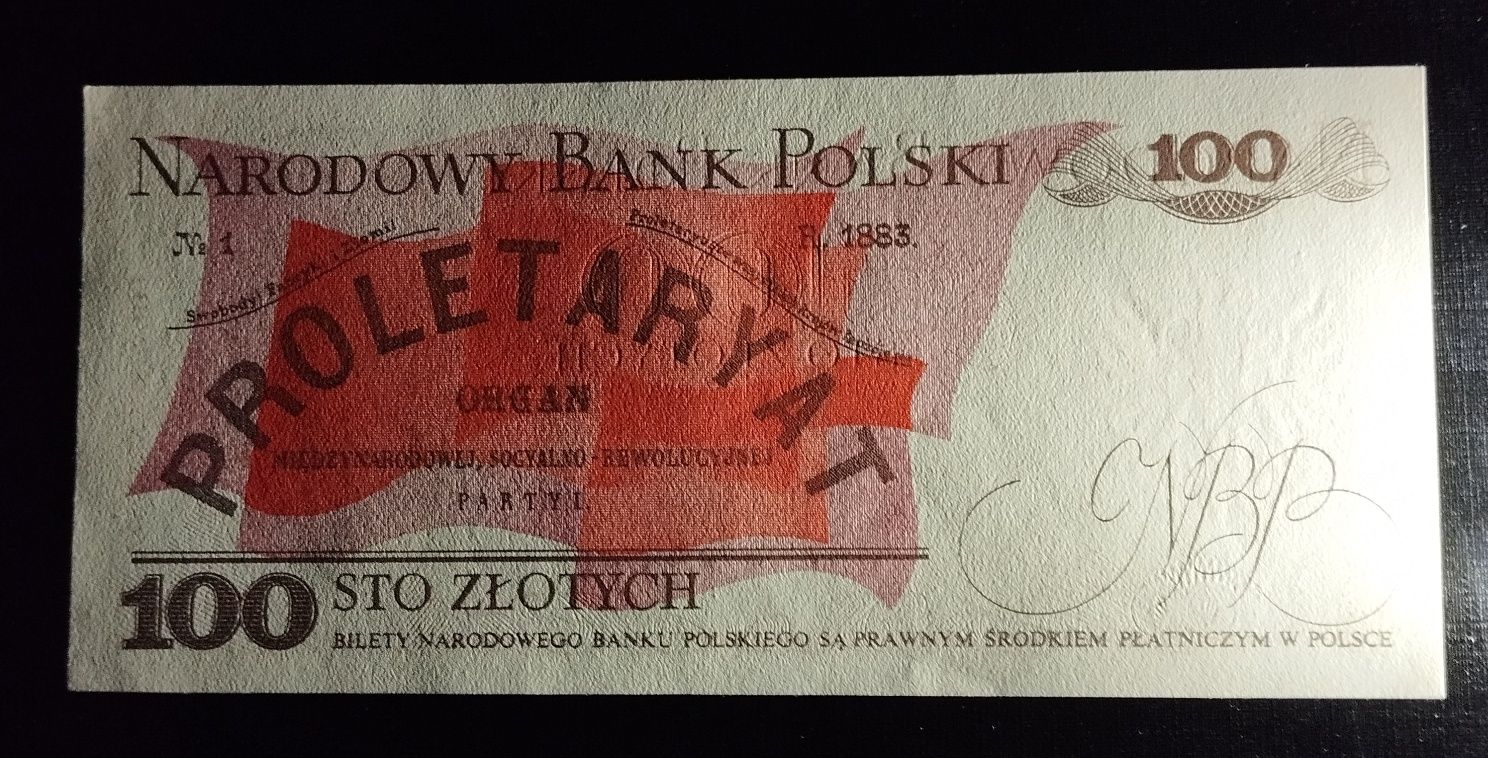 NARODOWY BANK POLSKI 100
№ 1
R. 1883.
PROLETARYAT
ORGAN
MIĘDZYNARODOWEJ, SOCYALNO-REWOLUCYJNEJ
PARTYI
NBP
100 STO ZŁOTYCH
BILETY NARODOWEGO BANKU POLSKIEGO SĄ PRAWNYM ŚRODKIEM PŁATNICZYM W POLSCE